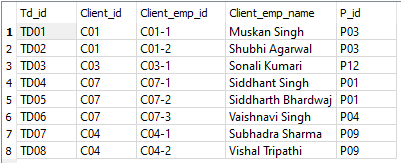 Td_id Client_id Client_emp_id Client_emp_name P_id
1 TD01 C01 C01-1 Muskan Singh P03
2 TD02 C01 C01-2 Shubhi Agarwal P03
3 TD03 C03 C03-1 Sonali Kumari P12
4 TD04 C07 C07-1 Siddhant Singh P01
5 TD05 C07 C07-2 Siddharth Bhardwaj P01
6 TD06 C07 C07-3 Vaishnavi Singh P04
7 TD07 C04 C04-1 Subhadra Sharma P09
8 TD08 C04 C04-2 Vishal Tripathi P09